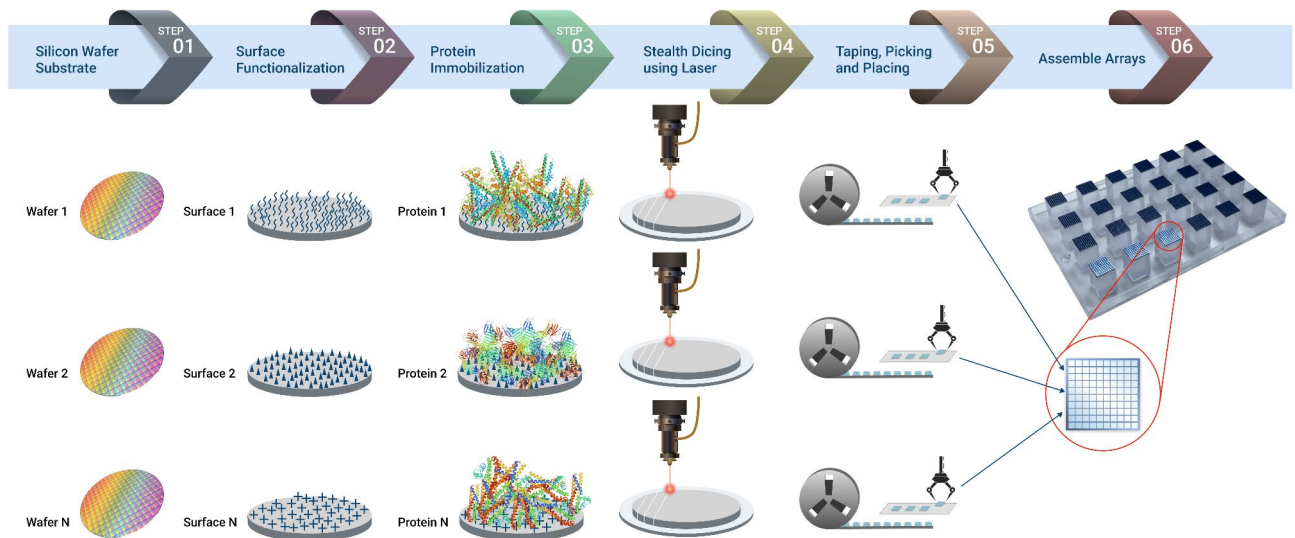 Silicon Wafer
Substrate
STEP
01
Surface
Functionalization
STEP
02
Protein
Immobilization
STEP
03
Stealth Dicing
using Laser
STEP
04
Taping, Picking
and Placing
STEP
05
Assemble Arrays
STEP
06
Wafer 1
Surface 1
Protein 1
Wafer 2
Surface 2
Protein 2
Wafer N
Surface N
Protein N